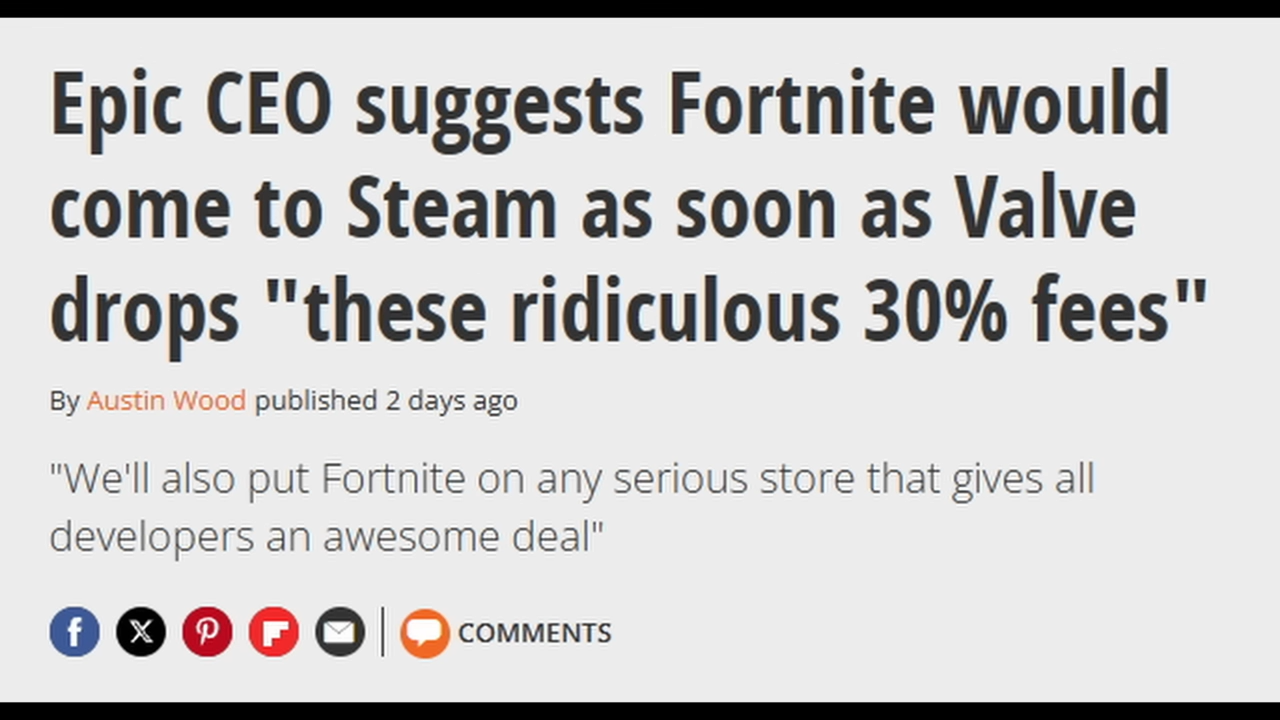 Epic CEO suggests Fortnite would
come to Steam as soon as Valve
drops "these ridiculous 30% fees"
By Austin Wood published 2 days ago
"We'll also put Fortnite on any serious store that gives all
developers an awesome deal"
COMMENTS